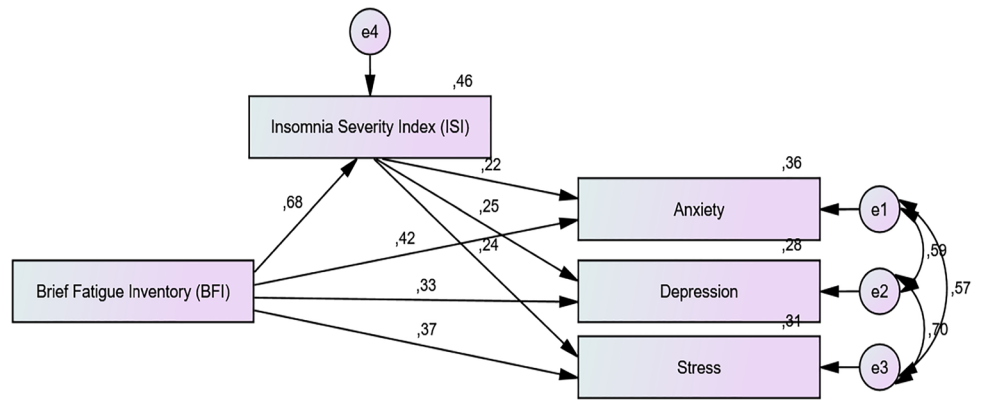 e4
,46
Insomnia Severity Index (ISI)
,22
,36
,68
,25
Anxiety
e1
,42
,24
,28
,59
Brief Fatigue Inventory (BFI)
,33
Depression
e2
,57
,31
,37
,70
Stress
e3